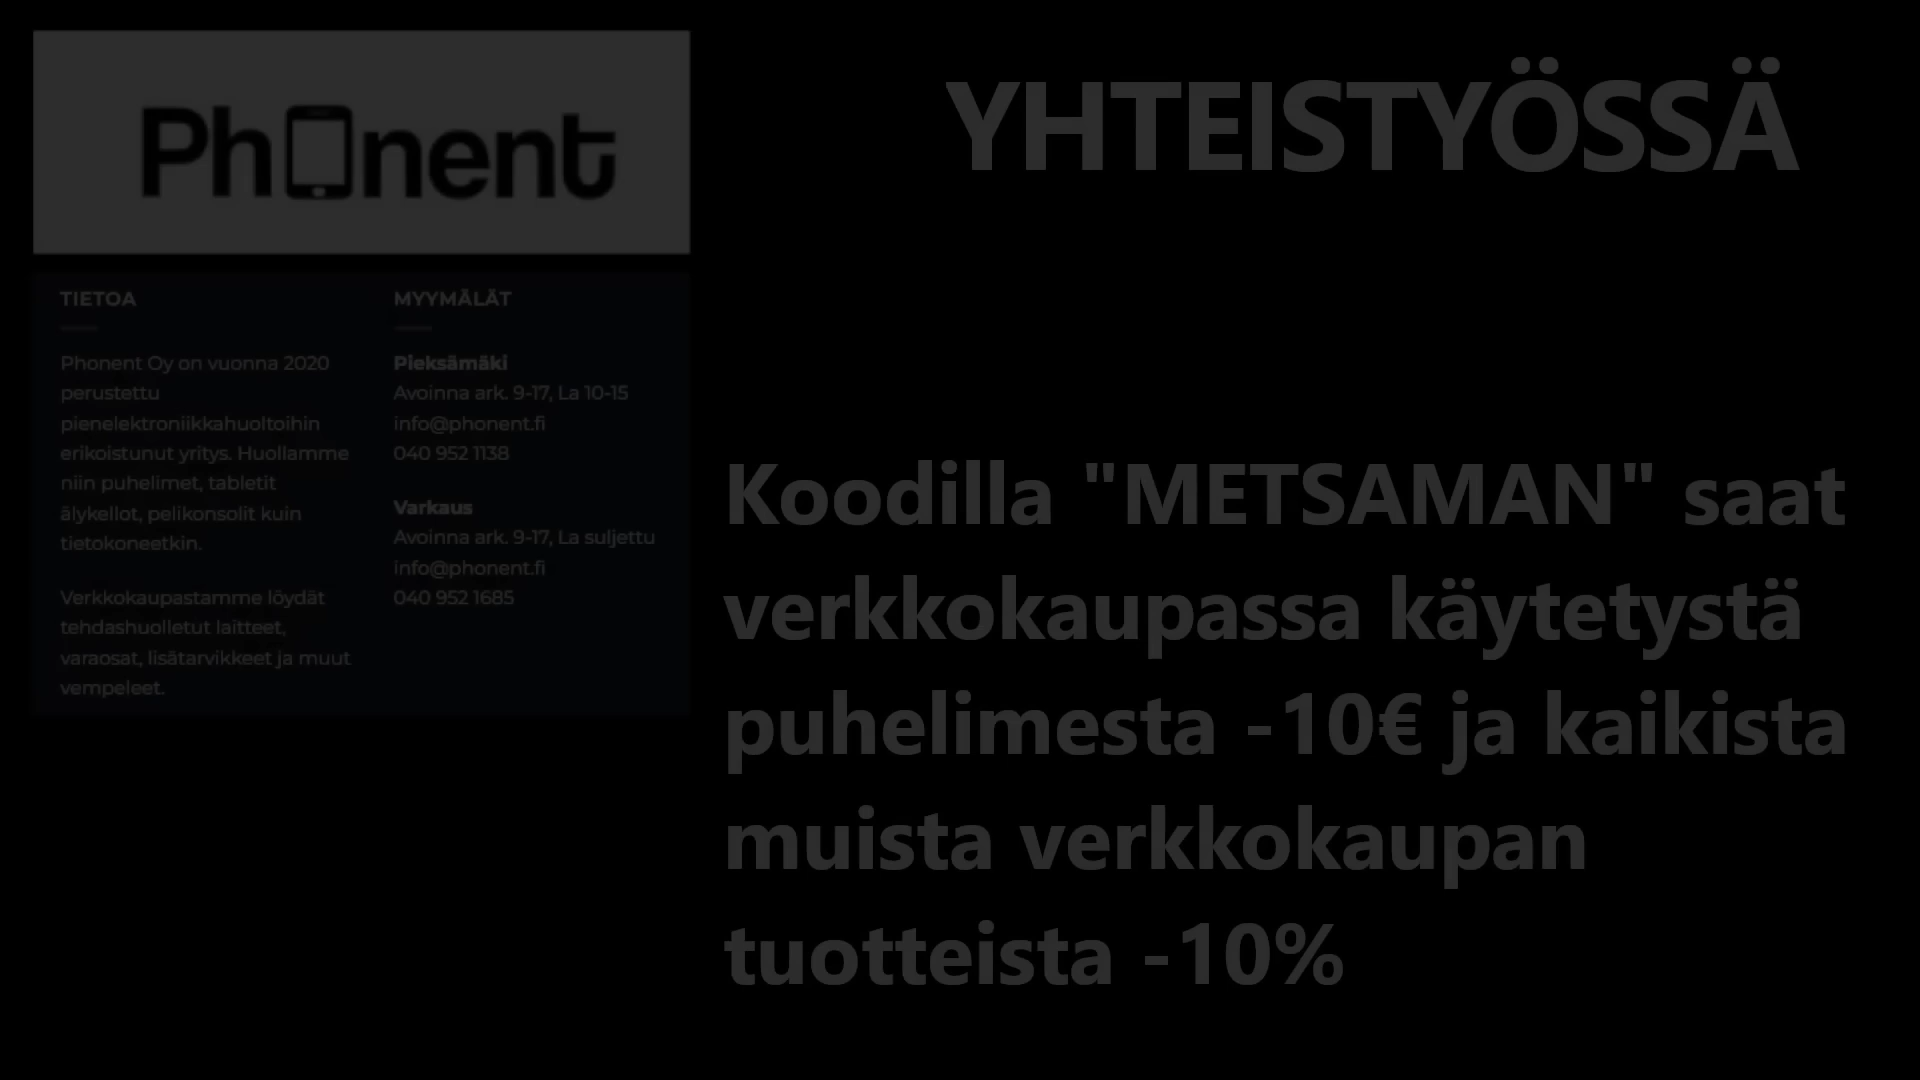 Phonent
YHTEISTYÖSSÄ
TIETOA
Phonent Oy on vuonna 2020
perustettu
pienelektroniikkahuoltoihin
erikoistunut yritys. Huollamme
niin puhelimet, tabletit
älykellot, pelikonsolit kuin
tietokoneetkin.
Verkkokaupastamme löydät
tehdashuolletut laitteet,
varaosat, lisätarvikkeet ja muut
vempeleet.
MYYMÄLÄT
Pieksämäki
Avoinna ark. 9-17, La 10-15
info@phonent.fi
040 952 1138
Varkaus
Avoinna ark. 9-17, La suljettu
info@phonent.fi
040 952 1685
Koodilla "METSAMAN" saat
verkkokaupassa käytetystä
puhelimesta -10€ ja kaikista
muista verkkokaupan
tuotteista -10%